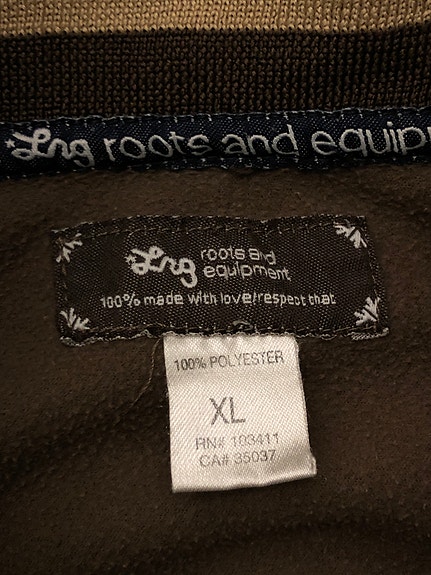 Lrg roots and equip
Lrg roots and
equipment
100% made with love/respect that
100% POLYESTER
XL
RN# 103411
CA# 35037